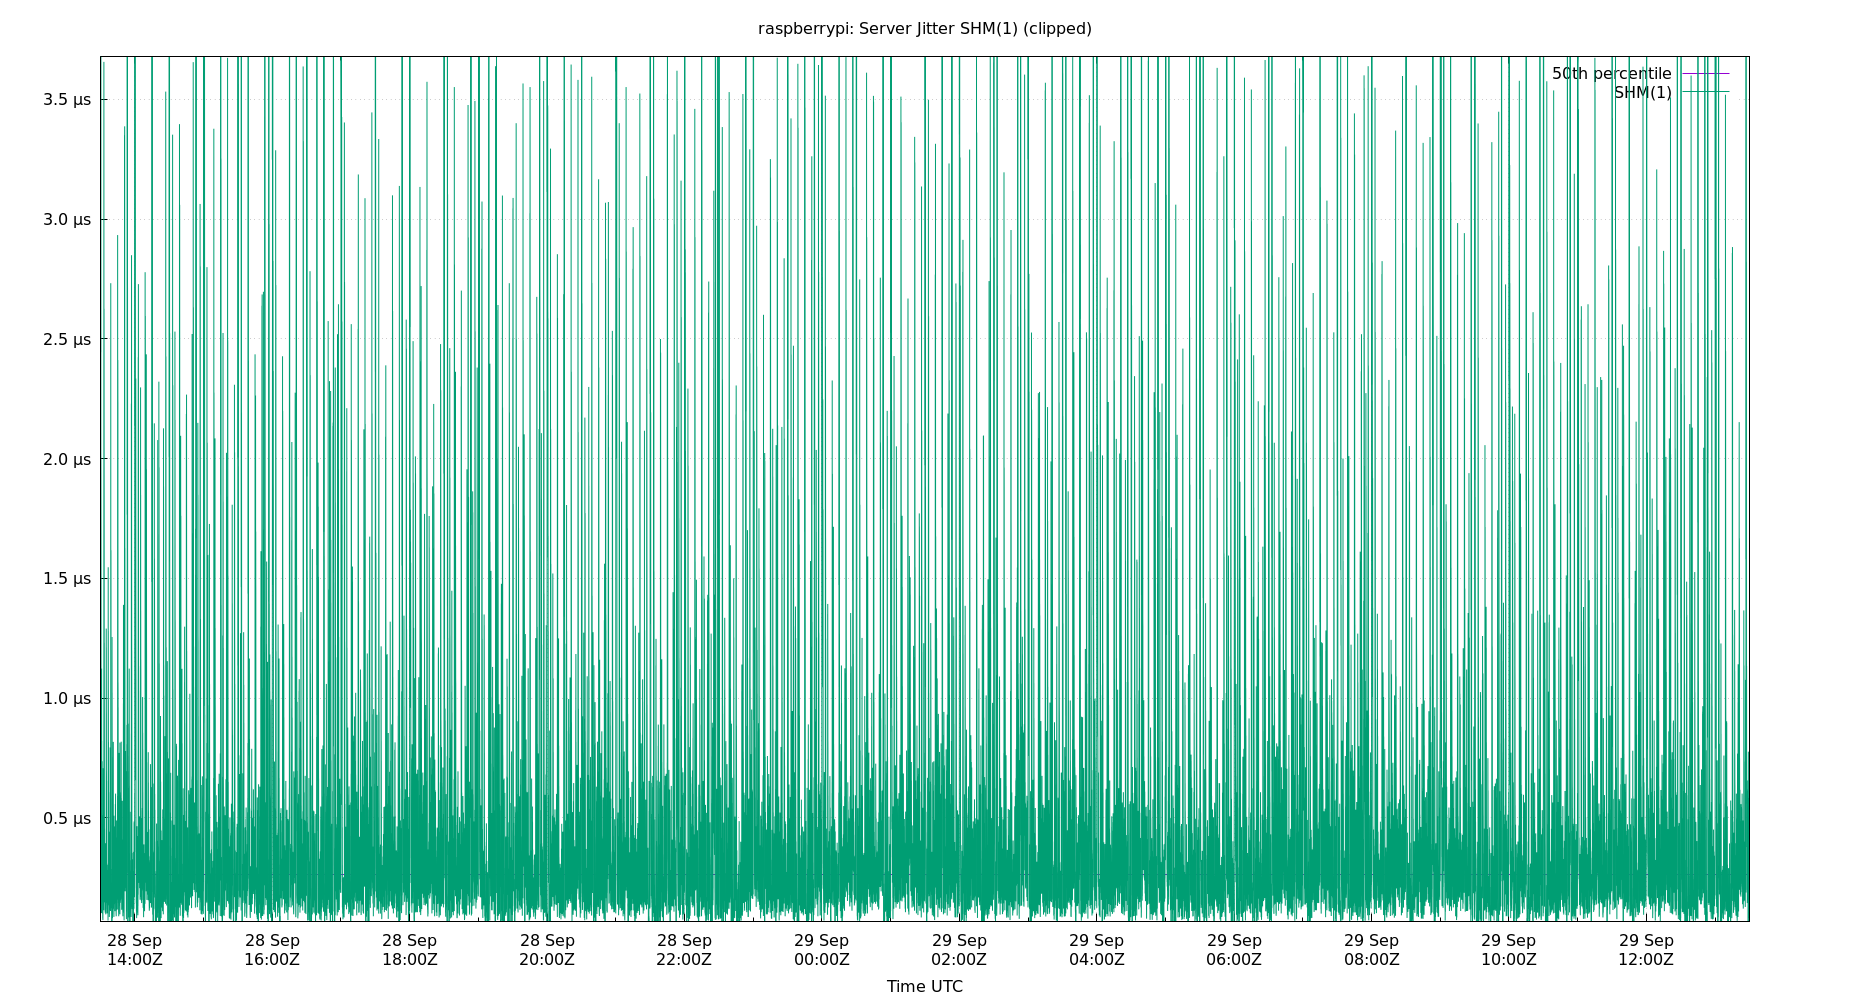 raspberrypi: Server Jitter SHM(1) (clipped)
50th percentile
SHM(1)
3.5 µs
3.0 µs
2.5 µs
2.0 µs
1.5 µs
1.0 µs
0.5 µs
28 Sep 28 Sep 28 Sep 28 Sep 28 Sep 29 Sep 29 Sep 29 Sep 29 Sep 29 Sep 29 Sep 29 Sep
14:00Z 16:00Z 18:00Z 20:00Z 22:00Z 00:00Z 02:00Z 04:00Z 06:00Z 08:00Z 10:00Z 12:00Z
Time UTC